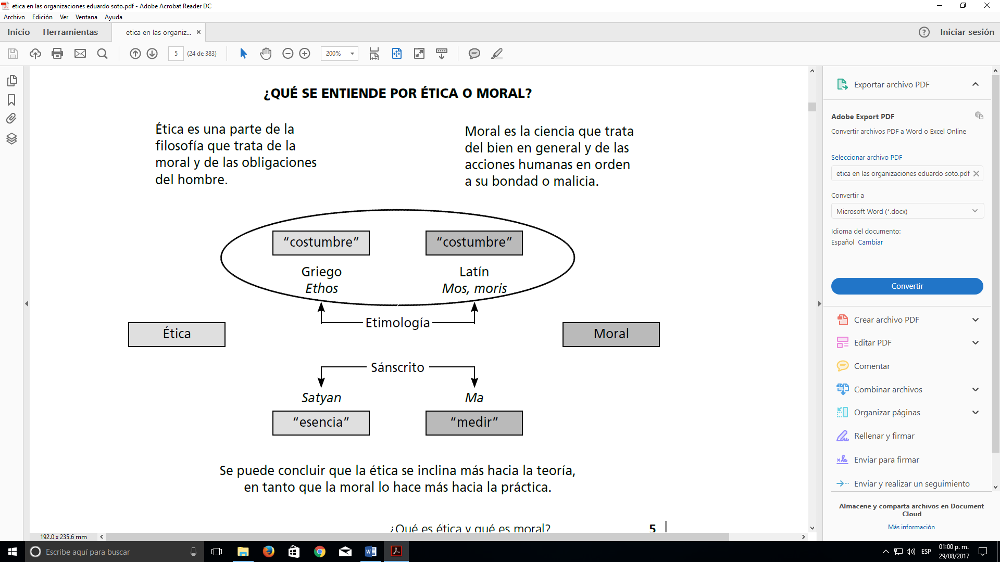 etica en las organizaciones eduardo soto.pdf - Adobe Acrobat Reader DC
Archivo Edición Ver Ventana Ayuda
Inicio Herramientas etica en las organiz... × ? Iniciar sesión
5 (24 de 383) 200%
¿QUÉ SE ENTIENDE POR ÉTICA O MORAL?
Ética es una parte de la
filosofía que trata de la
moral y de las obligaciones
del hombre.
Moral es la ciencia que trata
del bien en general y de las
acciones humanas en orden
a su bondad o malicia.
“costumbre” “costumbre”
Griego Latín
Ethos Mos, moris
Etimología
Ética Moral
Sánscrito
Satyan Ma
“esencia” “medir”
Se puede concluir que la ética se inclina más hacia la teoría,
en tanto que la moral lo hace más hacia la práctica.
¿Qué es ética y qué es moral? 5
192.0 x 235.6 mm
Exportar archivo PDF
Adobe Export PDF
Convertir archivos PDF a Word o Excel Online
Seleccionar archivo PDF
etica en las organizaciones eduardo soto.pdf
Convertir a
Microsoft Word (*.docx)
Idioma del documento:
Español Cambiar
Convertir
Crear archivo PDF
Editar PDF
Comentar
Combinar archivos
Organizar páginas
Rellenar y firmar
Enviar para firmar
Enviar y realizar un seguimiento
Almacene y comparta archivos en Document
Cloud
Más información
Escribe aquí para buscar
ESP
01:00 p. m.
29/08/2017